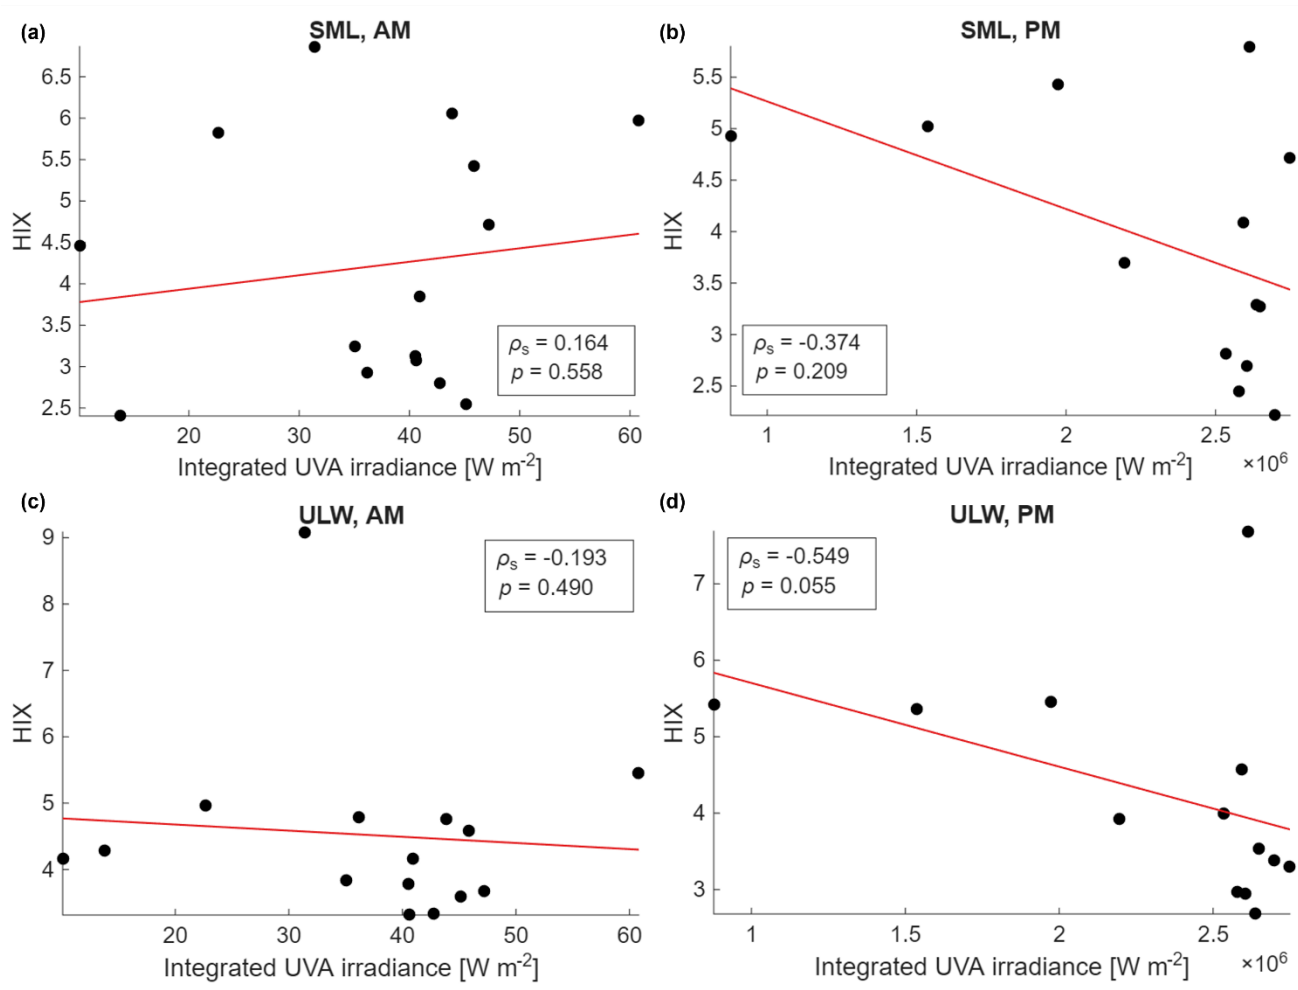 (a)
SML, AM
6.5
6
5.5
5
4.5
4
3.5
3
2.5
HIX
ρs = 0.164
p = 0.558
20
30
40
50
60
Integrated UVA irradiance [W m-2]
(b)
SML, PM
5.5
5
4.5
4
3.5
3
2.5
HIX
ρs = -0.374
p = 0.209
1
1.5
2
2.5
×10⁶
Integrated UVA irradiance [W m-2]
(c)
ULW, AM
9
8
7
6
5
4
HIX
ρs = -0.193
p = 0.490
20
30
40
50
60
Integrated UVA irradiance [W m-2]
(d)
ULW, PM
7
6
5
4
3
HIX
ρs = -0.549
p = 0.055
1
1.5
2
2.5
×10⁶
Integrated UVA irradiance [W m-2]